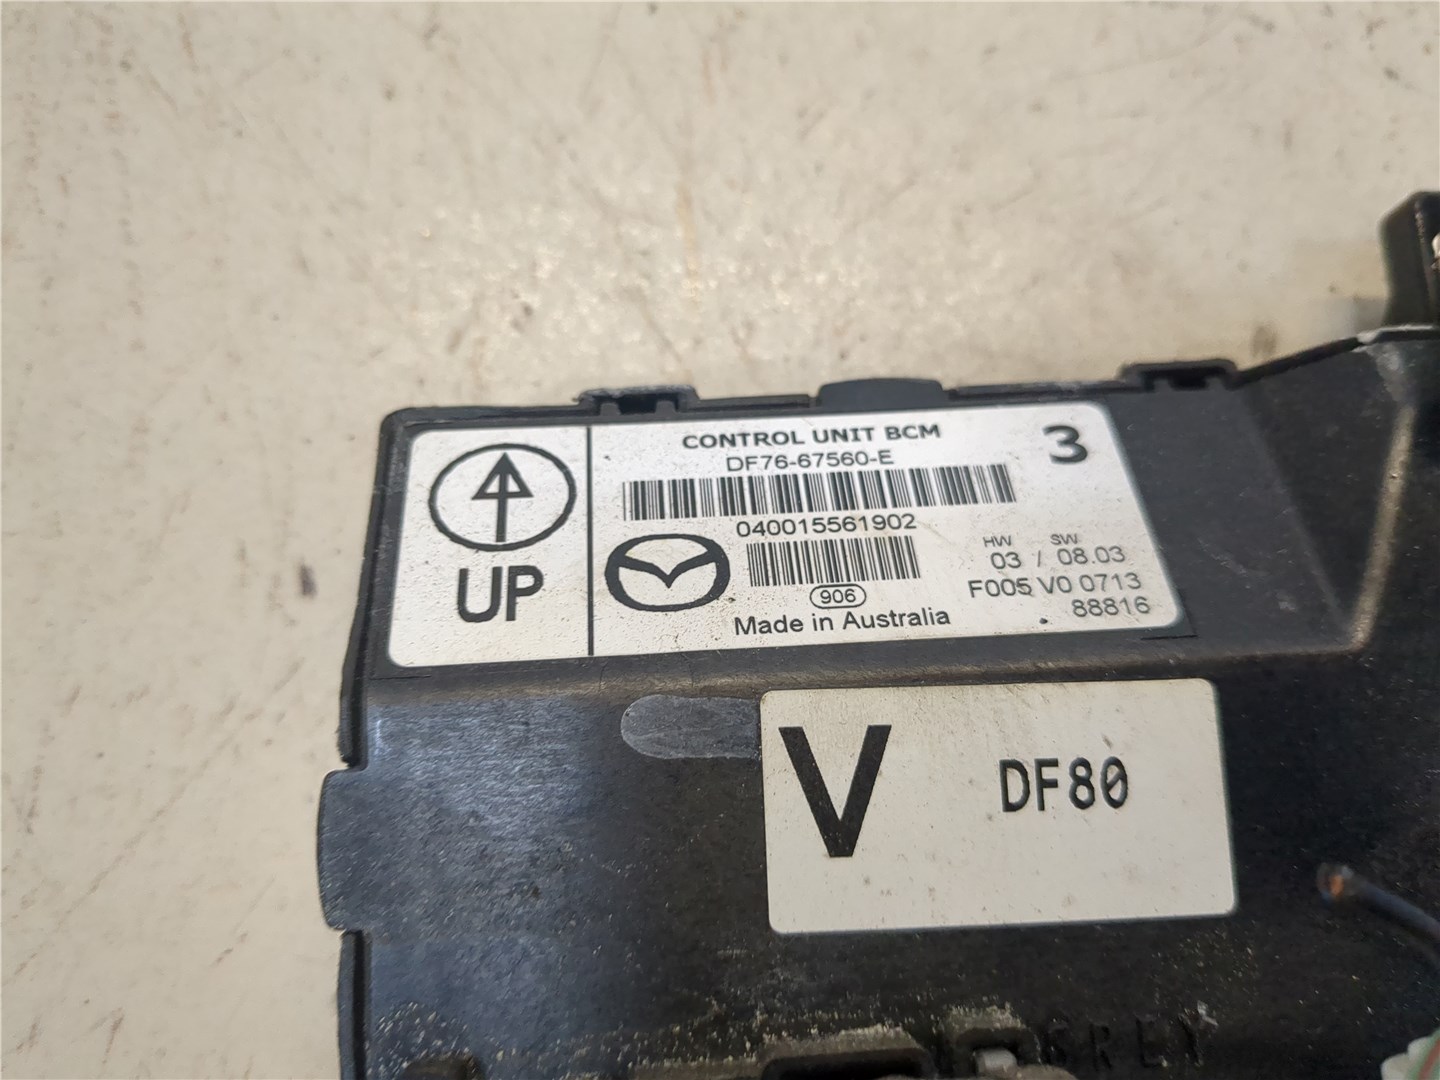 UP
CONTROL UNIT BCM
3
DF76-67560-E
040015561902
HW SW
03 / 08.03
F005 V0 0713
88816
906
Made in Australia
V DF80
GREY